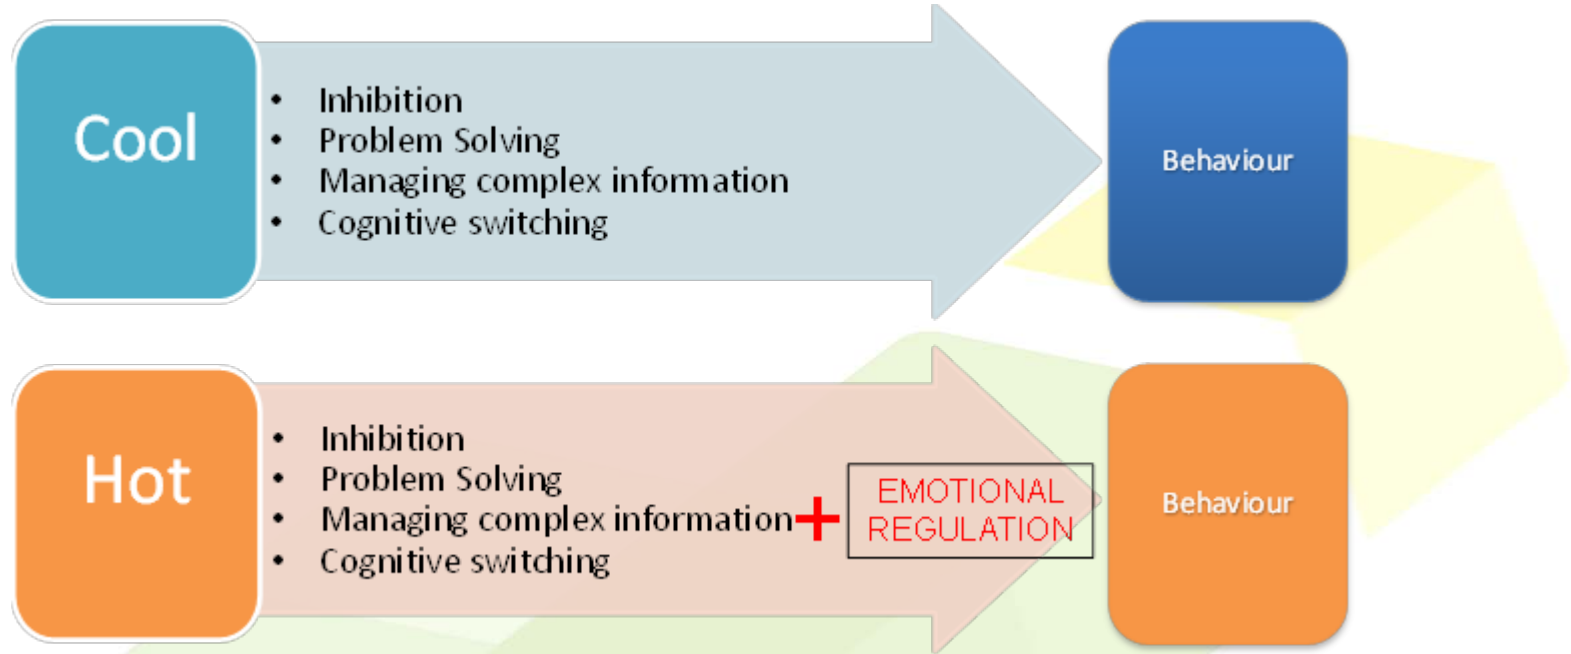 Cool
• Inhibition
• Problem Solving
• Managing complex information
• Cognitive switching
Behaviour
Hot
• Inhibition
• Problem Solving
• Managing complex information
• Cognitive switching
+
EMOTIONAL
REGULATION
Behaviour